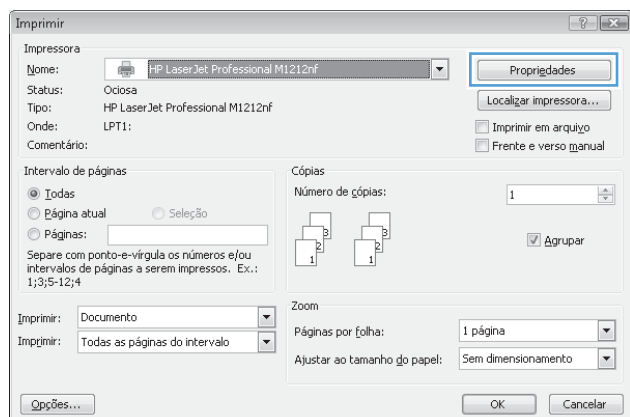 Imprimir
Impressora
Nome: HP LaserJet Professional M1212nf
Propriedades
Status: Ociosa
Localizar impressora...
Tipo: HP LaserJet Professional M1212nf
Onde: LPT1:
Imprimir em arquivo
Comentário:
Frente e verso manual
Intervalo de páginas
Todas
Página atual Seleção
Páginas:
Separe com ponto-e-vírgula os números e/ou
intervalos de páginas a serem impressos. Ex.:
1;3;5-12;4
Cópias
Número de cópias: 1
3 3
2 2
1 1
Agrupar
Imprimir: Documento
Imprimir: Todas as páginas do intervalo
Zoom
Páginas por folha: 1 página
Ajustar ao tamanho do papel: Sem dimensionamento
Opções...
OK Cancelar